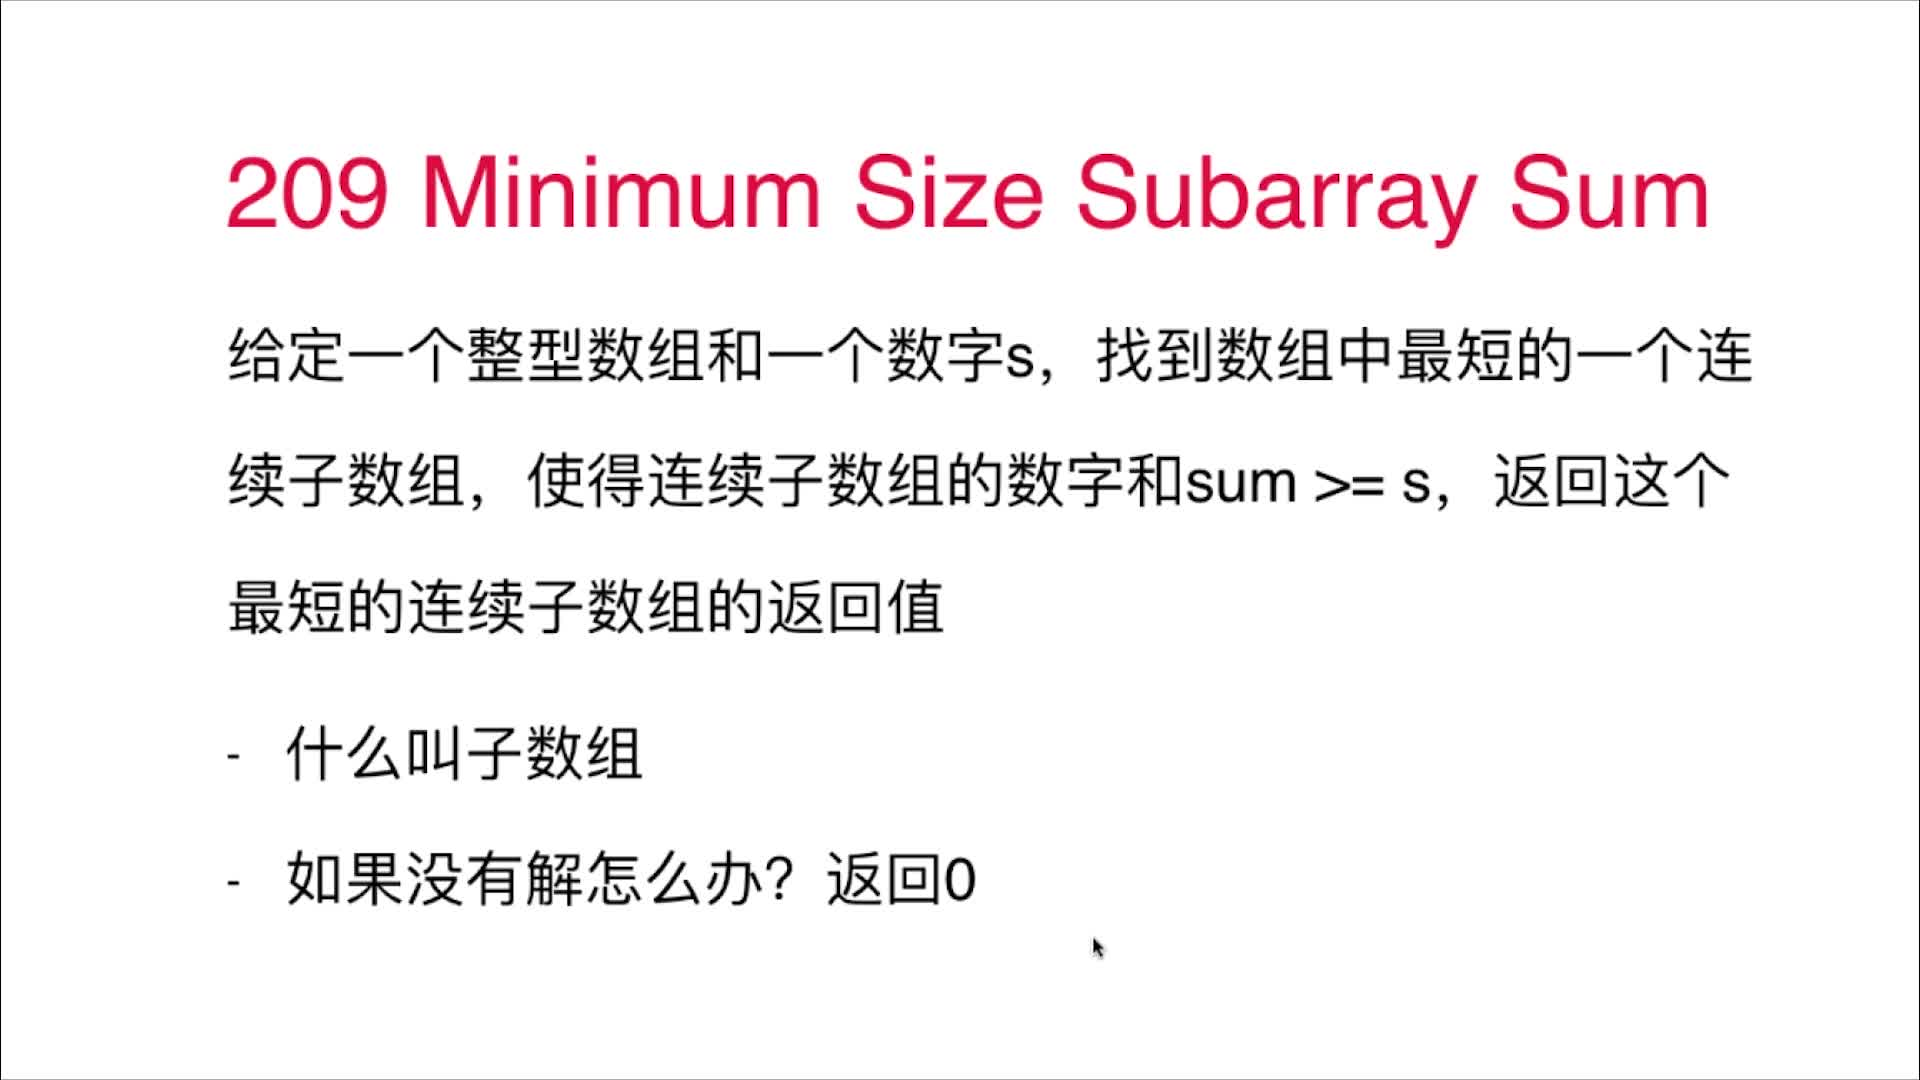 209 Minimum Size Subarray Sum
给定一个整型数组和一个数字s，找到数组中最短的一个连
续子数组，使得连续子数组的数字和sum >= s，返回这个
最短的连续子数组的返回值
- 什么叫子数组
- 如果没有解怎么办？返回0